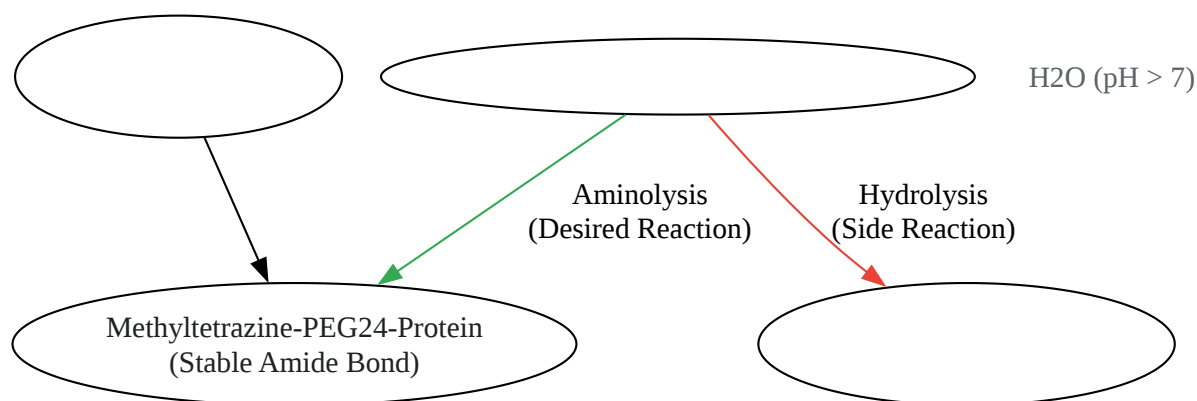 H2O (pH > 7)
Aminolysis
(Desired Reaction)
Hydrolysis
(Side Reaction)
Methyltetrazine-PEG24-Protein
(Stable Amide Bond)